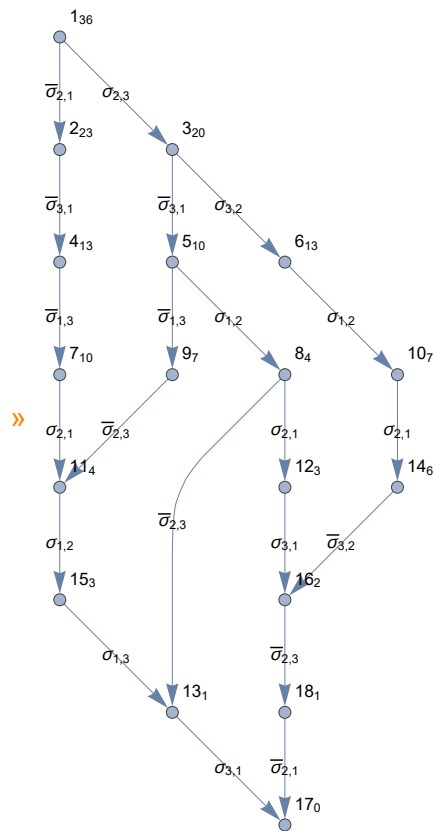 1₃₆
σ̅₂,₁ σ₂,₃
2₂₃ 3₂₀
σ̅₃,₁ σ̅₃,₁ σ₃,₂
4₁₃ 5₁₀ 6₁₃
σ̅₁,₃ σ̅₁,₃ σ₁,₂ σ₁,₂
7₁₀ 9₇ 8₄ 10₇
»
σ₂,₁ σ̅₂,₃ σ₂,₁ σ₂,₁
11₄ 12₃ 14₆
σ̅₂,₃
σ₁,₂ σ₃,₁ σ̅₃,₂
15₃ 16₂
σ₁,₃ σ̅₂,₃
13₁ 18₁
σ₃,₁ σ̅₂,₁
17₀